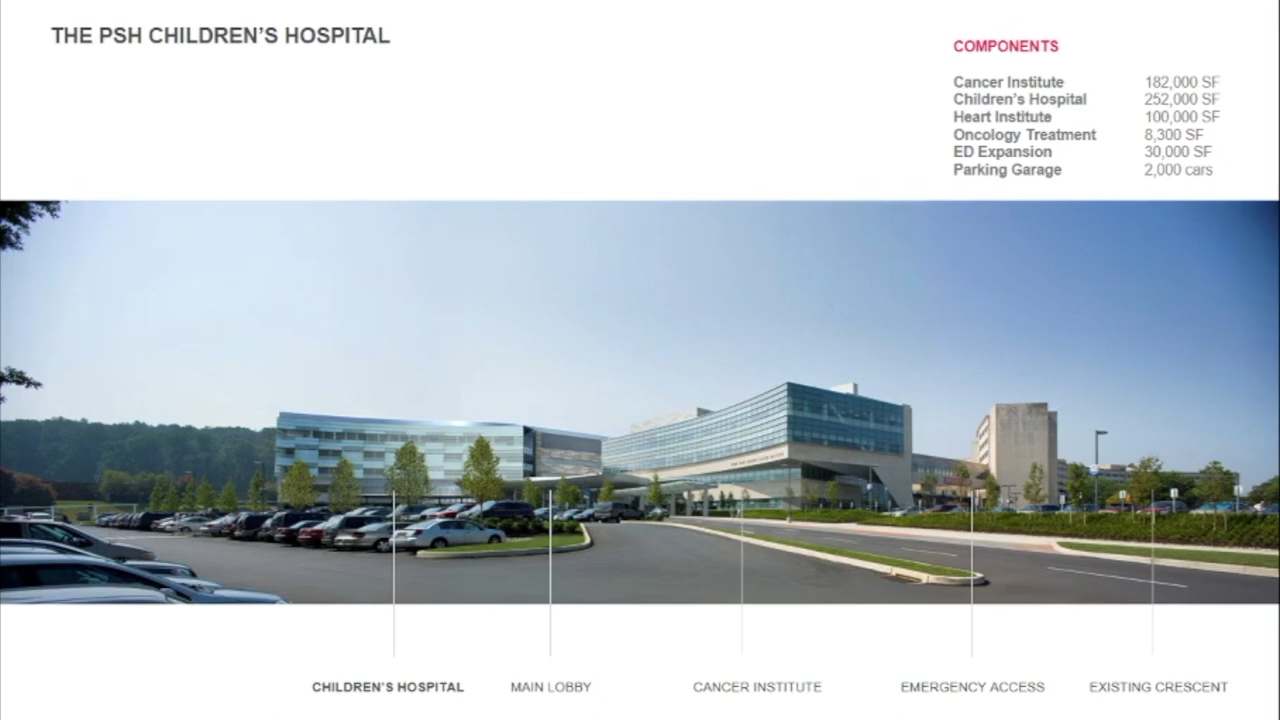 THE PSH CHILDREN'S HOSPITAL
COMPONENTS
Cancer Institute 182,000 SF
Children's Hospital 252,000 SF
Heart Institute 100,000 SF
Oncology Treatment 8,300 SF
ED Expansion 30,000 SF
Parking Garage 2,000 cars
CHILDREN'S HOSPITAL MAIN LOBBY CANCER INSTITUTE EMERGENCY ACCESS EXISTING CRESCENT